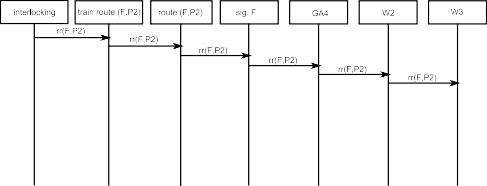 interlocking
train route (F,P2)
route (F,P2)
sig. F
GA4
W2
W3
rr(F,P2)
rr(F,P2)
rr(F,P2)
rr(F,P2)
rr(F,P2)
rr(F,P2)